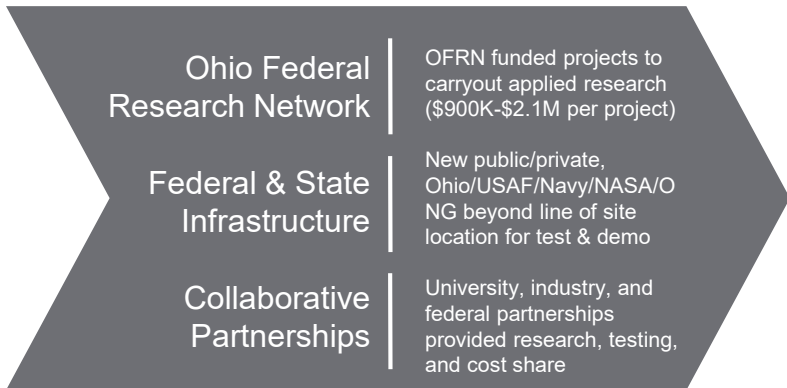 Ohio Federal
Research Network
OFRN funded projects to
carryout applied research
($900K-$2.1M per project)
Federal & State
Infrastructure
New public/private,
Ohio/USAF/Navy/NASA/O
NG beyond line of site
location for test & demo
Collaborative
Partnerships
University, industry, and
federal partnerships
provided research, testing,
and cost share